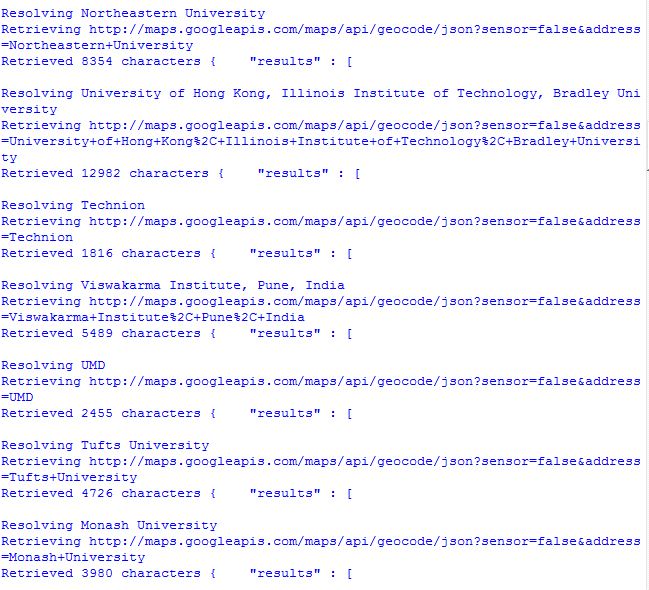 Resolving Northeastern University
Retrieving http://maps.googleapis.com/maps/api/geocode/json?sensor=false&address
=Northeastern+University
Retrieved 8354 characters {    "results" : [
Resolving University of Hong Kong, Illinois Institute of Technology, Bradley Uni
versity
Retrieving http://maps.googleapis.com/maps/api/geocode/json?sensor=false&address
=University+of+Hong+Kong%2C+Illinois+Institute+of+Technology%2C+Bradley+Universi
ty
Retrieved 12982 characters {    "results" : [
Resolving Technion
Retrieving http://maps.googleapis.com/maps/api/geocode/json?sensor=false&address
=Technion
Retrieved 1816 characters {    "results" : [
Resolving Viswakarma Institute, Pune, India
Retrieving http://maps.googleapis.com/maps/api/geocode/json?sensor=false&address
=Viswakarma+Institute%2C+Pune%2C+India
Retrieved 5489 characters {    "results" : [
Resolving UMD
Retrieving http://maps.googleapis.com/maps/api/geocode/json?sensor=false&address
=UMD
Retrieved 2455 characters {    "results" : [
Resolving Tufts University
Retrieving http://maps.googleapis.com/maps/api/geocode/json?sensor=false&address
=Tufts+University
Retrieved 4726 characters {    "results" : [
Resolving Monash University
Retrieving http://maps.googleapis.com/maps/api/geocode/json?sensor=false&address
=Monash+University
Retrieved 3980 characters {    "results" : [